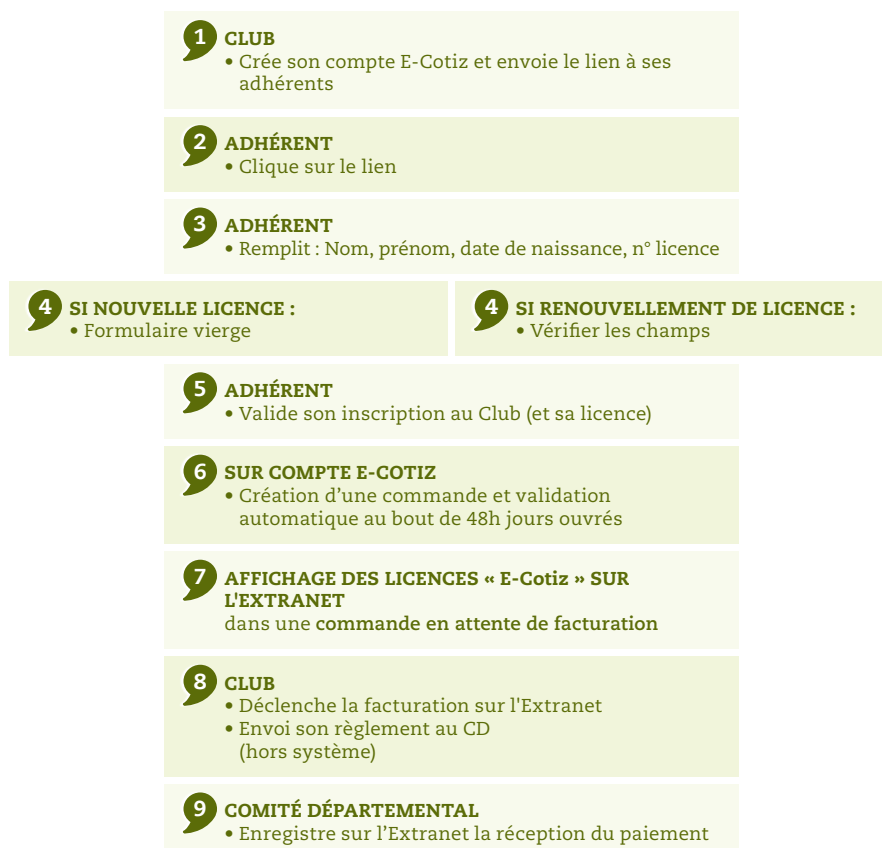 1 CLUB
• Crée son compte E-Cotiz et envoie le lien à ses
adhérents
2 ADHÉRENT
• Clique sur le lien
3 ADHÉRENT
• Remplit : Nom, prénom, date de naissance, n° licence
4 SI NOUVELLE LICENCE :
• Formulaire vierge
4 SI RENOUVELLEMENT DE LICENCE :
• Vérifier les champs
5 ADHÉRENT
• Valide son inscription au Club (et sa licence)
6 SUR COMPTE E-COTIZ
• Création d’une commande et validation
automatique au bout de 48h jours ouvrés
7 AFFICHAGE DES LICENCES « E-Cotiz » SUR
L'EXTRANET
dans une commande en attente de facturation
8 CLUB
• Déclenche la facturation sur l'Extranet
• Envoi son règlement au CD
(hors système)
9 COMITÉ DÉPARTEMENTAL
• Enregistre sur l’Extranet la réception du paiement